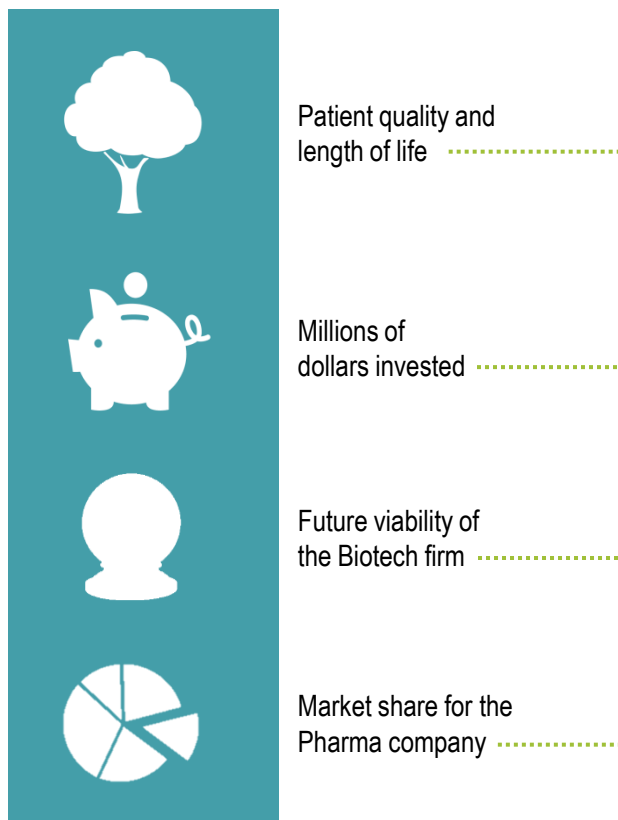 Patient quality and
length of life
Millions of
dollars invested
Future viability of
the Biotech firm
Market share for the
Pharma company